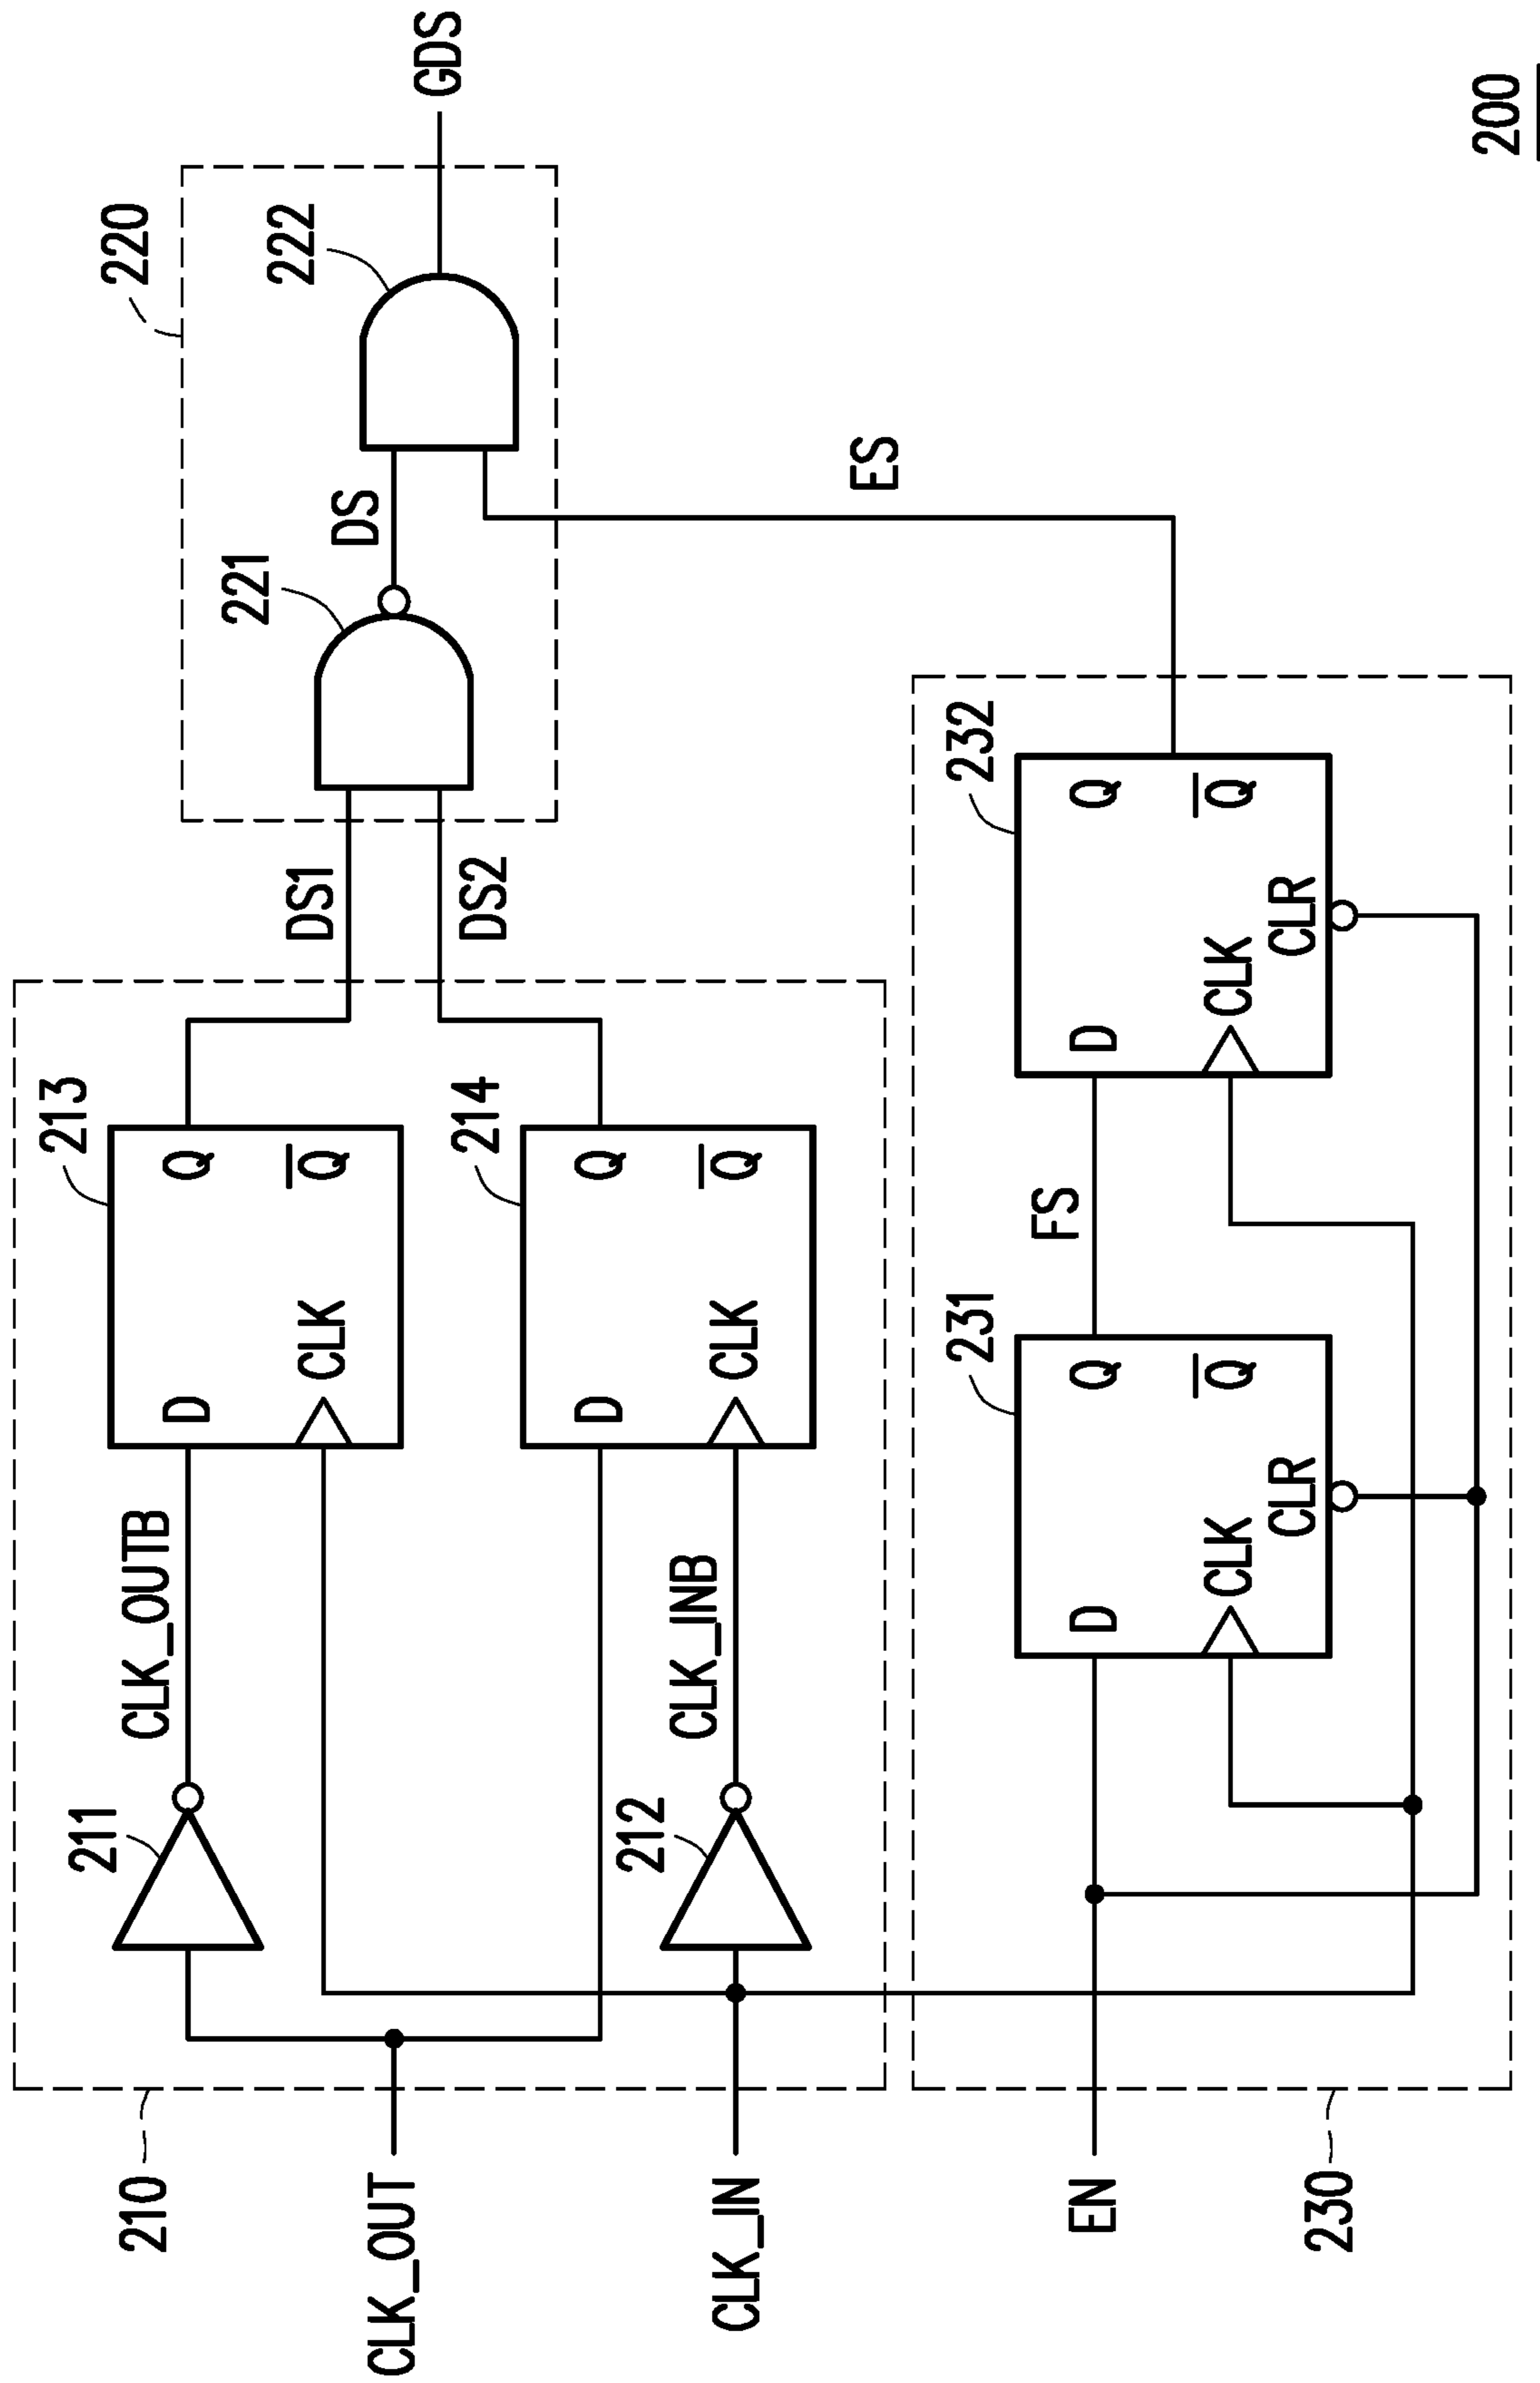 210
211
CLK_OUTB
213
D
Q
CLK
Q
DS1
220
221
DS
222
GDS
CLK_OUT
DS2
214
D
Q
CLK
Q
212
CLK_INB
CLK_IN
ES
EN
230
231
D
Q
CLK
Q
CLR
FS
232
D
Q
CLK
Q
CLR
200